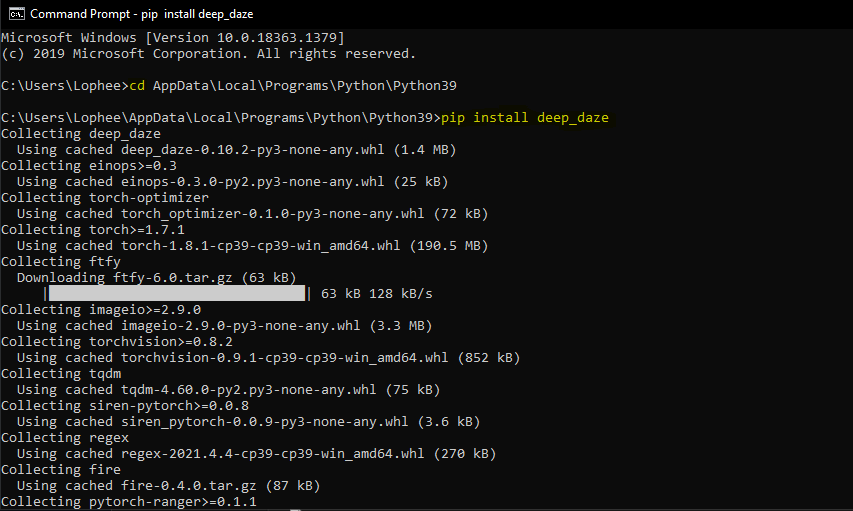 Command Prompt - pip  install deep_daze
Microsoft Windows [Version 10.0.18363.1379]
(c) 2019 Microsoft Corporation. All rights reserved.
C:\Users\Lophee>cd AppData\Local\Programs\Python\Python39
C:\Users\Lophee\AppData\Local\Programs\Python\Python39>pip install deep_daze
Collecting deep_daze
  Using cached deep_daze-0.10.2-py3-none-any.whl (1.4 MB)
Collecting einops>=0.3
  Using cached einops-0.3.0-py2.py3-none-any.whl (25 kB)
Collecting torch-optimizer
  Using cached torch_optimizer-0.1.0-py3-none-any.whl (72 kB)
Collecting torch>=1.7.1
  Using cached torch-1.8.1-cp39-cp39-win_amd64.whl (190.5 MB)
Collecting ftfy
  Downloading ftfy-6.0.tar.gz (63 kB)
     |████████████████████████████████| 63 kB 128 kB/s
Collecting imageio>=2.9.0
  Using cached imageio-2.9.0-py3-none-any.whl (3.3 MB)
Collecting torchvision>=0.8.2
  Using cached torchvision-0.9.1-cp39-cp39-win_amd64.whl (852 kB)
Collecting tqdm
  Using cached tqdm-4.60.0-py2.py3-none-any.whl (75 kB)
Collecting siren-pytorch>=0.0.8
  Using cached siren_pytorch-0.0.9-py3-none-any.whl (3.6 kB)
Collecting regex
  Using cached regex-2021.4.4-cp39-cp39-win_amd64.whl (270 kB)
Collecting fire
  Using cached fire-0.4.0.tar.gz (87 kB)
Collecting pytorch-ranger>=0.1.1